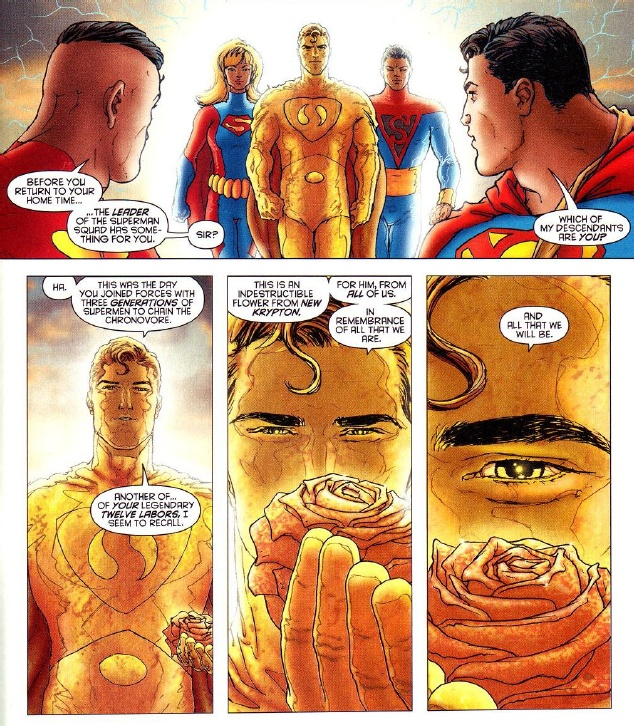 BEFORE YOU
RETURN TO YOUR
HOME TIME...
...THE LEADER
OF THE SUPERMAN
SQUAD HAS SOME-
THING FOR YOU.
SIR?
WHICH OF
MY DESCENDANTS
ARE YOU?
HA.
THIS WAS THE DAY
YOU JOINED FORCES WITH
THREE GENERATIONS OF
SUPERMEN TO CHAIN THE
CHRONOVORE.
ANOTHER OF...
OF YOUR LEGENDARY
TWELVE LABORS, I
SEEM TO RECALL.
THIS IS AN
INDESTRUCTIBLE
FLOWER FROM NEW
KRYPTON.
FOR HIM, FROM
ALL OF US.
IN
REMEMBRANCE
OF ALL THAT WE
ARE.
AND
ALL THAT WE
WILL BE.